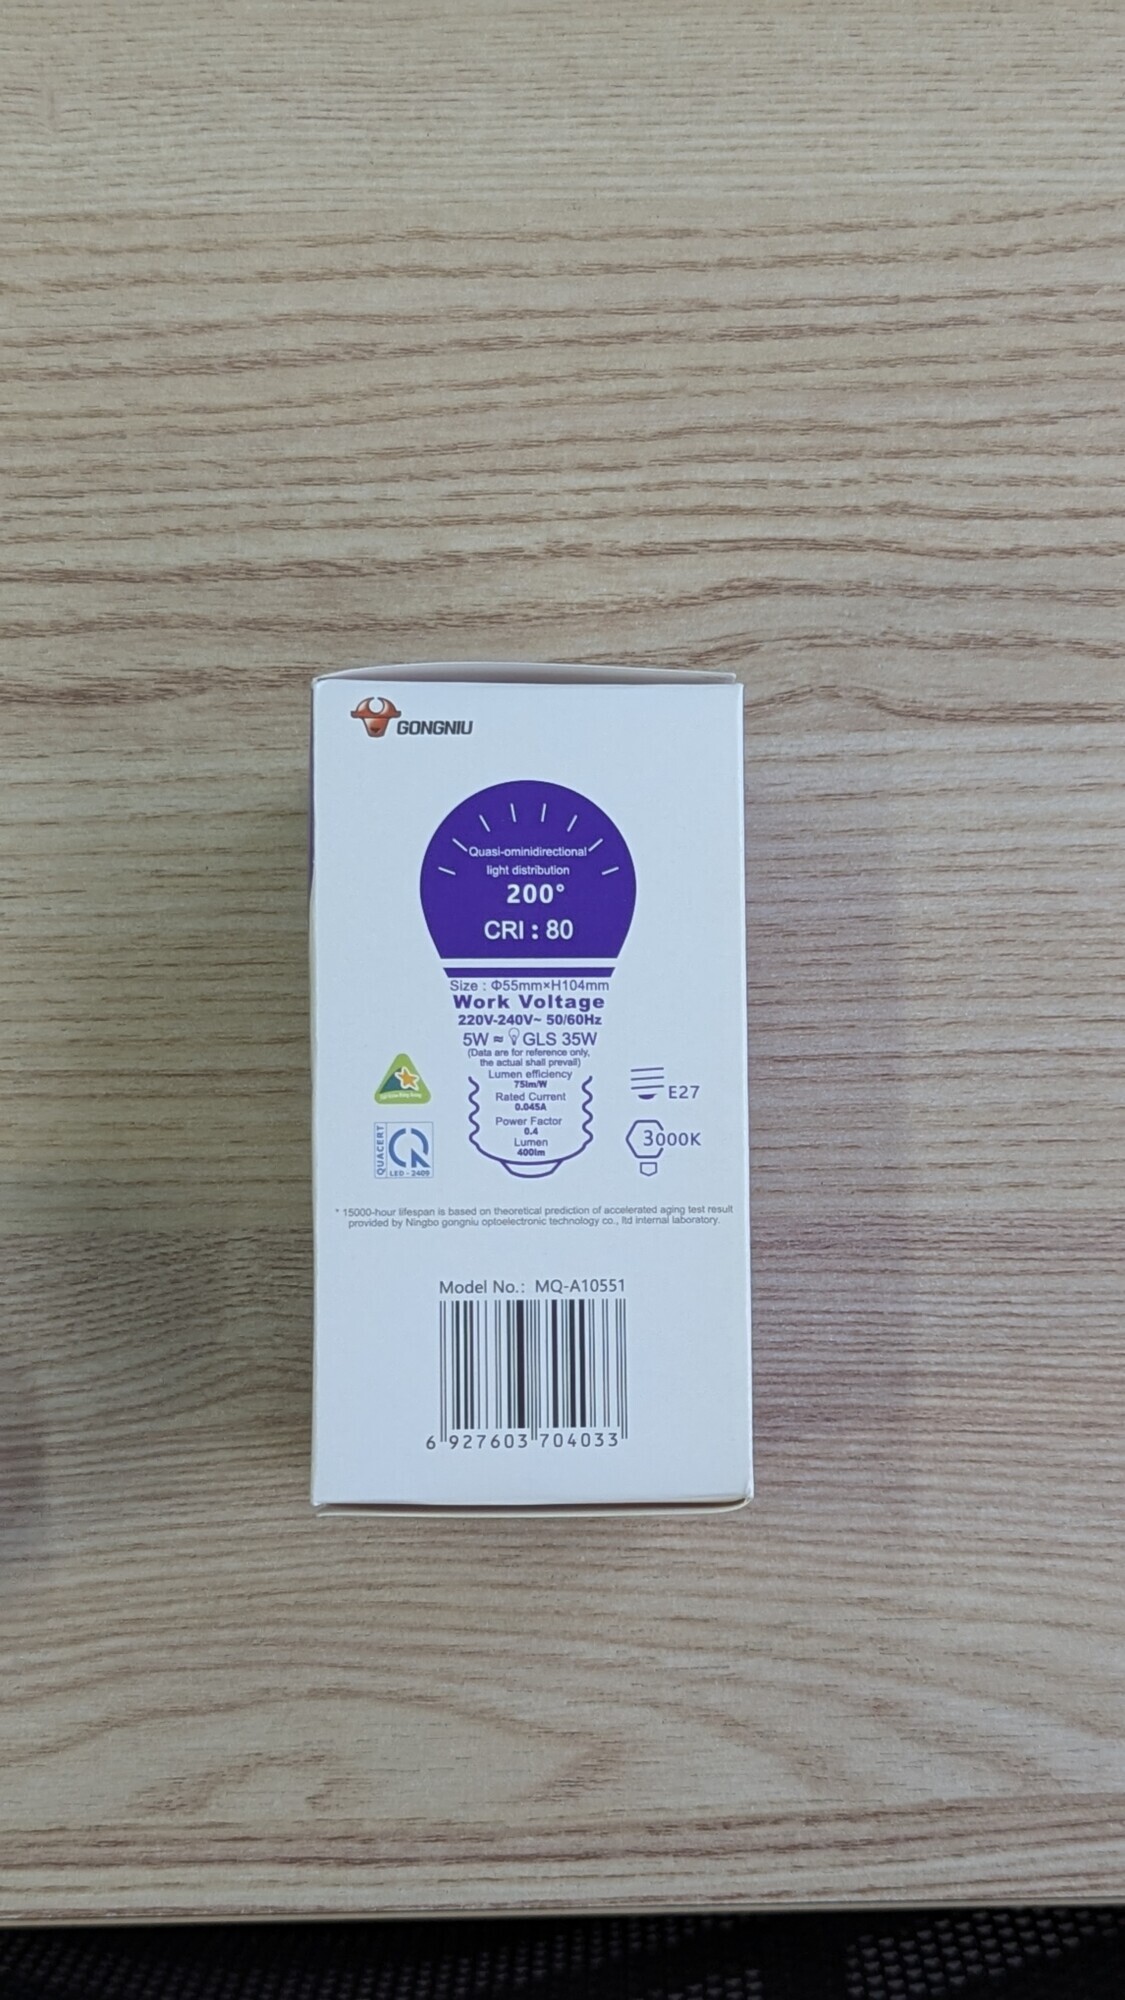 GONGNIU
Quasi-ominidirectional
light distribution
200°
CRI : 80
Size : Φ55mm×H104mm
Work Voltage
220V-240V~ 50/60Hz
5W ≈ GLS 35W
(Data are for reference only,
the actual shall prevail)
Lumen efficiency
75lm/W
Rated Current
0.045A
Power Factor
0.4
Lumen
400lm
E27
QUACERT
LED - 2409
3000K
* 15000-hour lifespan is based on theoretical prediction of accelerated aging test result
provided by Ningbo gongniu optoelectronic technology co., ltd internal laboratory.
Model No.: MQ-A10551
6 927603 704033